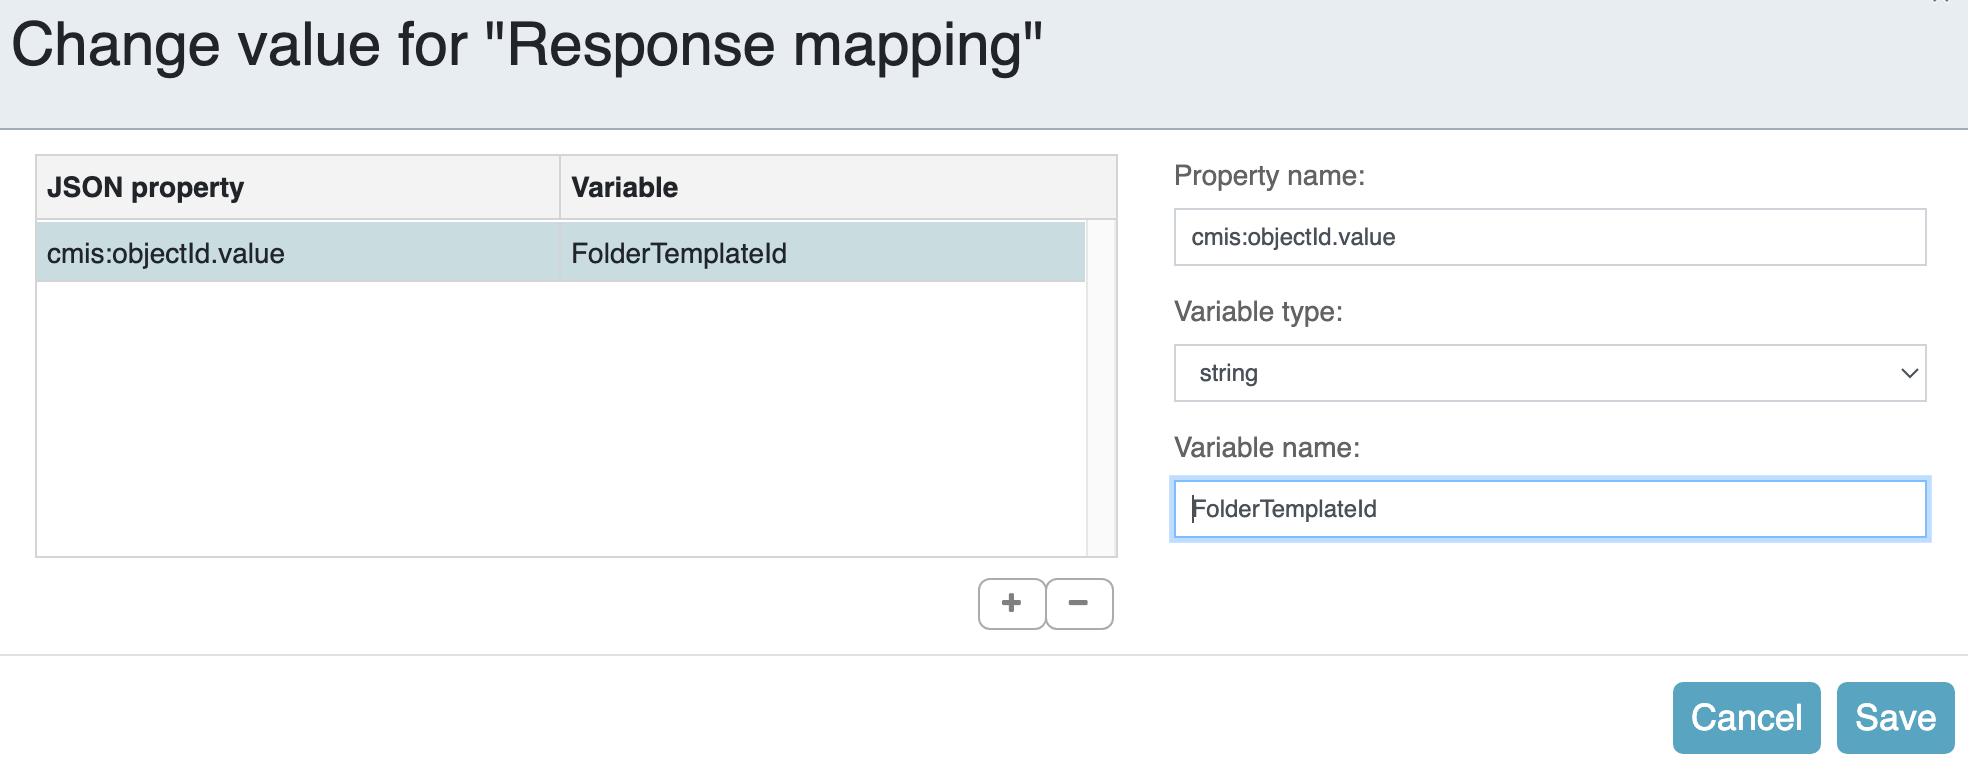 Change value for "Response mapping"
JSON property Variable
cmis:objectId.value FolderTemplateId
Property name:
cmis:objectId.value
Variable type:
string
Variable name:
FolderTemplateId
Cancel Save